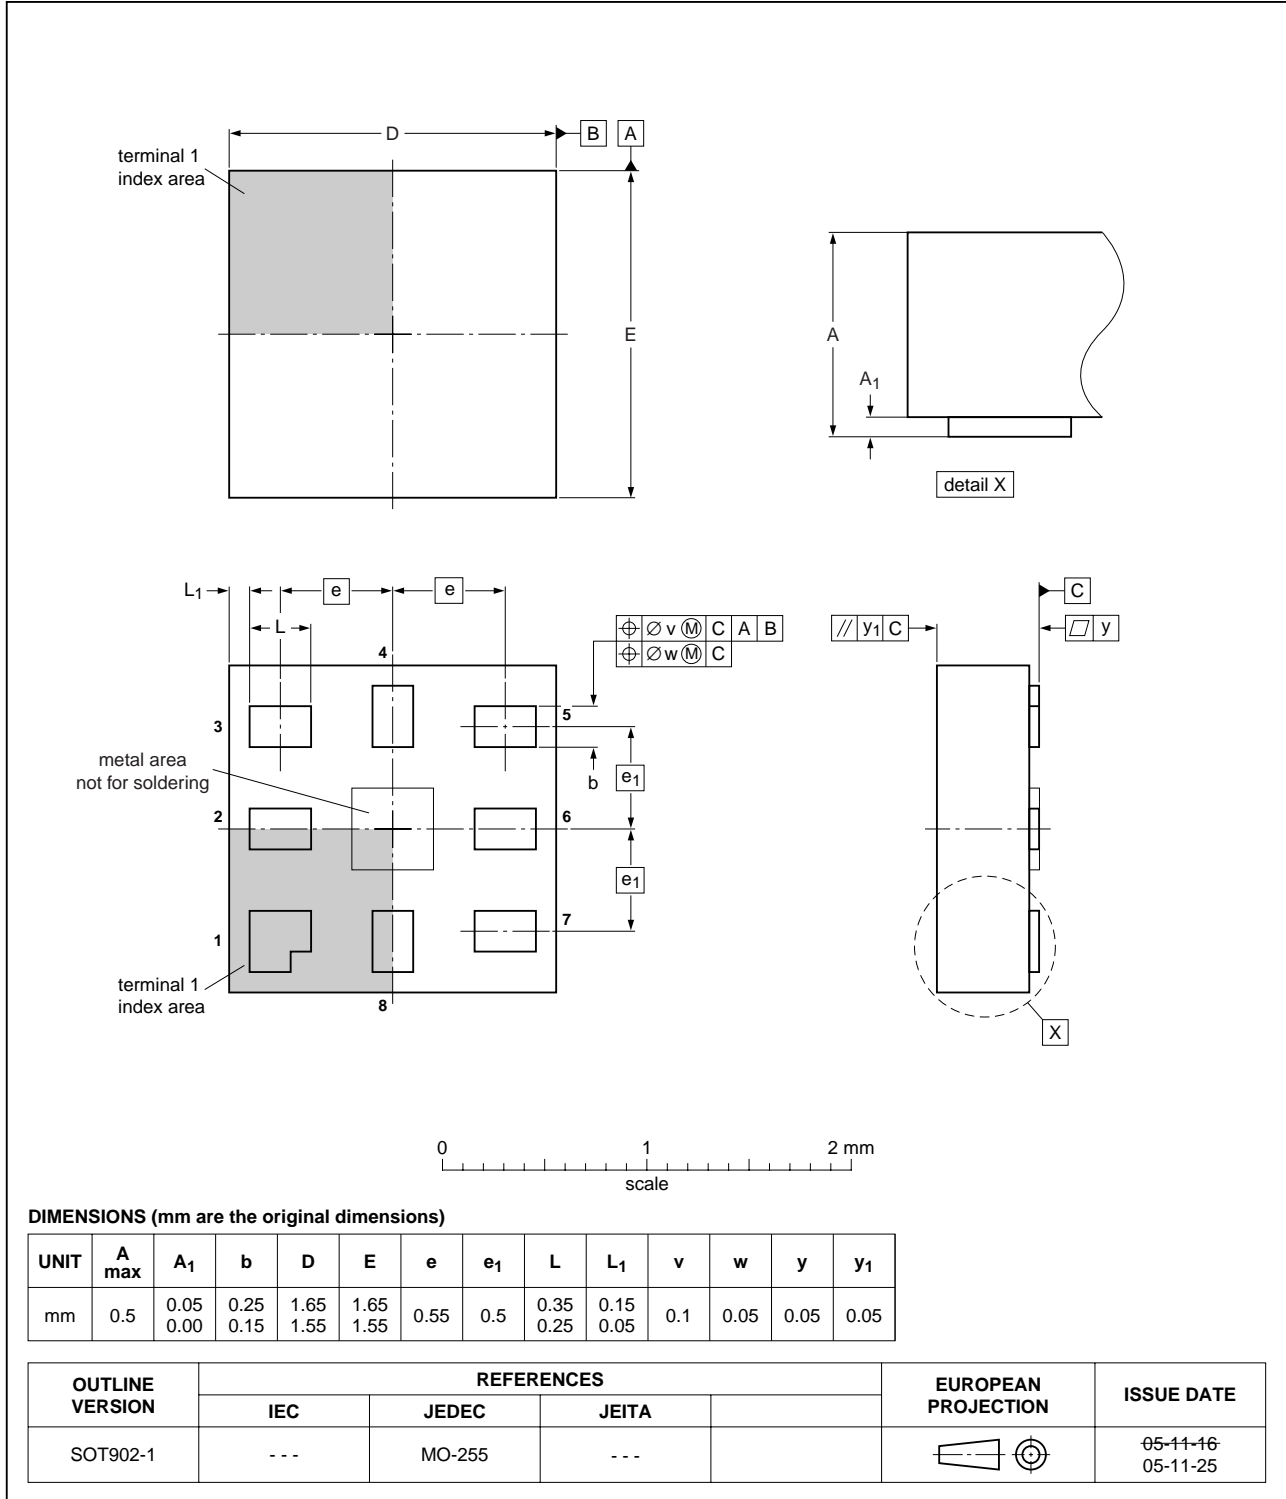 D
B
A
terminal 1
index area
E
A
A1
detail X
L1
e
e
L
4
⌖ ∅ v Ⓜ C A B
⌖ ∅ w Ⓜ C
// y1 C
C
▱ y
3
5
metal area
not for soldering
b
e1
2
6
e1
1
7
terminal 1
index area
8
X
0 1 2 mm
scale
DIMENSIONS (mm are the original dimensions)
UNIT A max A1 b D E e e1 L L1 v w y y1
mm 0.5 0.05 0.00 0.25 0.15 1.65 1.55 1.65 1.55 0.55 0.5 0.35 0.25 0.15 0.05 0.1 0.05 0.05 0.05
OUTLINE VERSION REFERENCES EUROPEAN PROJECTION ISSUE DATE
IEC JEDEC JEITA
SOT902-1 - - - MO-255 - - - 05-11-16
05-11-25